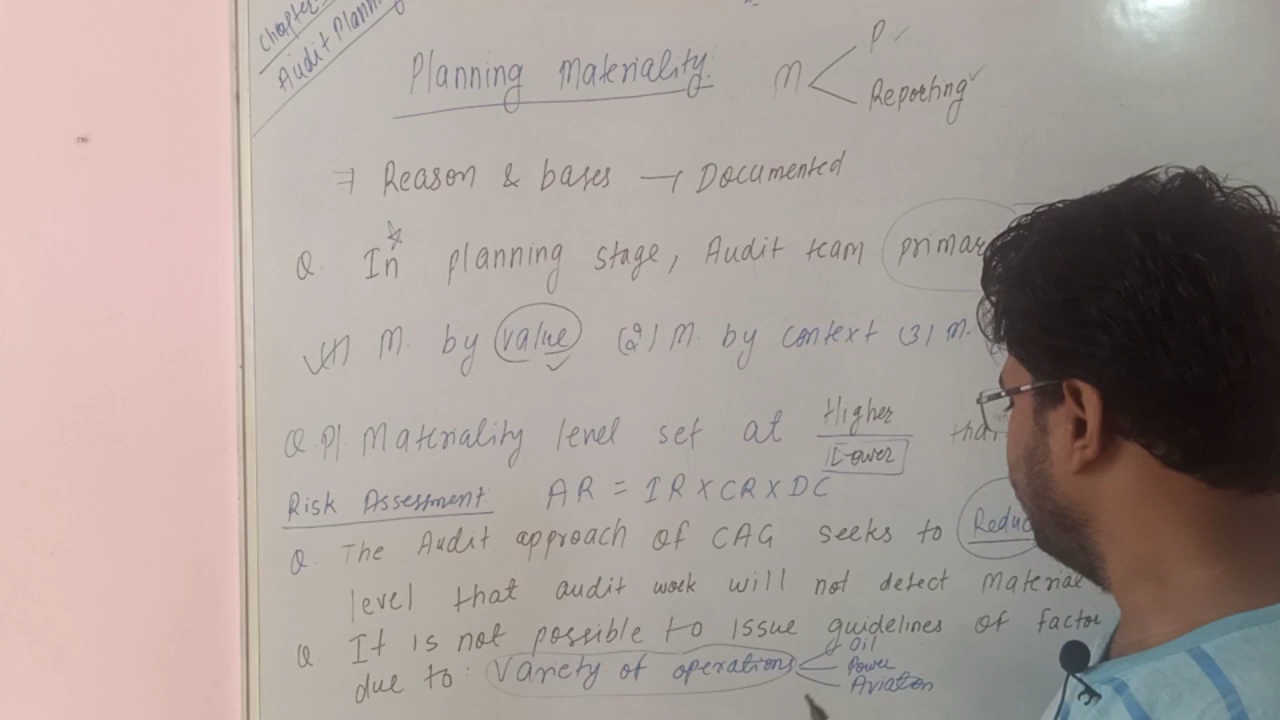 Chapter
Audit Planni
Planning Materiality.
M < P ✓
Reporting ✓
⇒ Reason & bases → Documented
Q. In planning stage, Audit team primar
(1) M. by value (2) M. by context (3) M.
Q. P/ Materiality level set at Higher
Lower
tha
Risk Assessment: AR = IR X CR X DC
Q. The Audit approach of CAG seeks to Reduc
level that audit work will not detect Material
Q. It is not possible to issue guidelines of factor
due to: Variety of operations
Oil
Power
Aviation